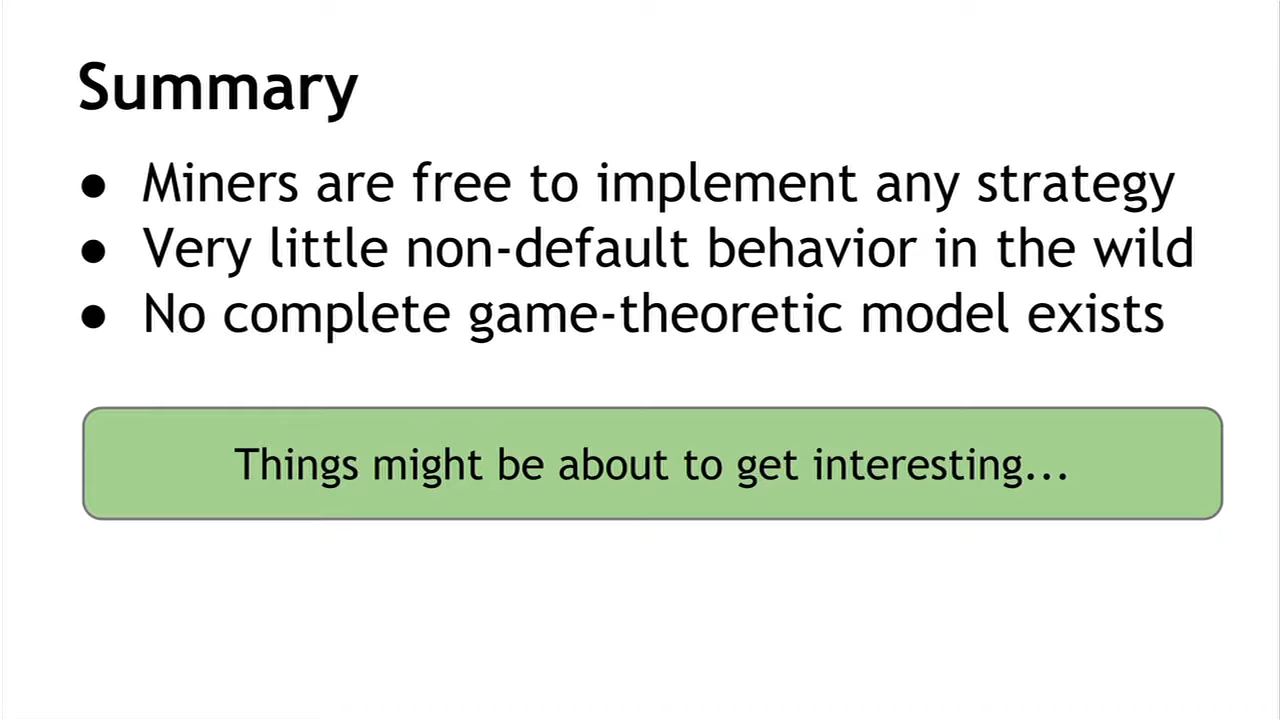 Summary
● Miners are free to implement any strategy
● Very little non-default behavior in the wild
● No complete game-theoretic model exists
Things might be about to get interesting...